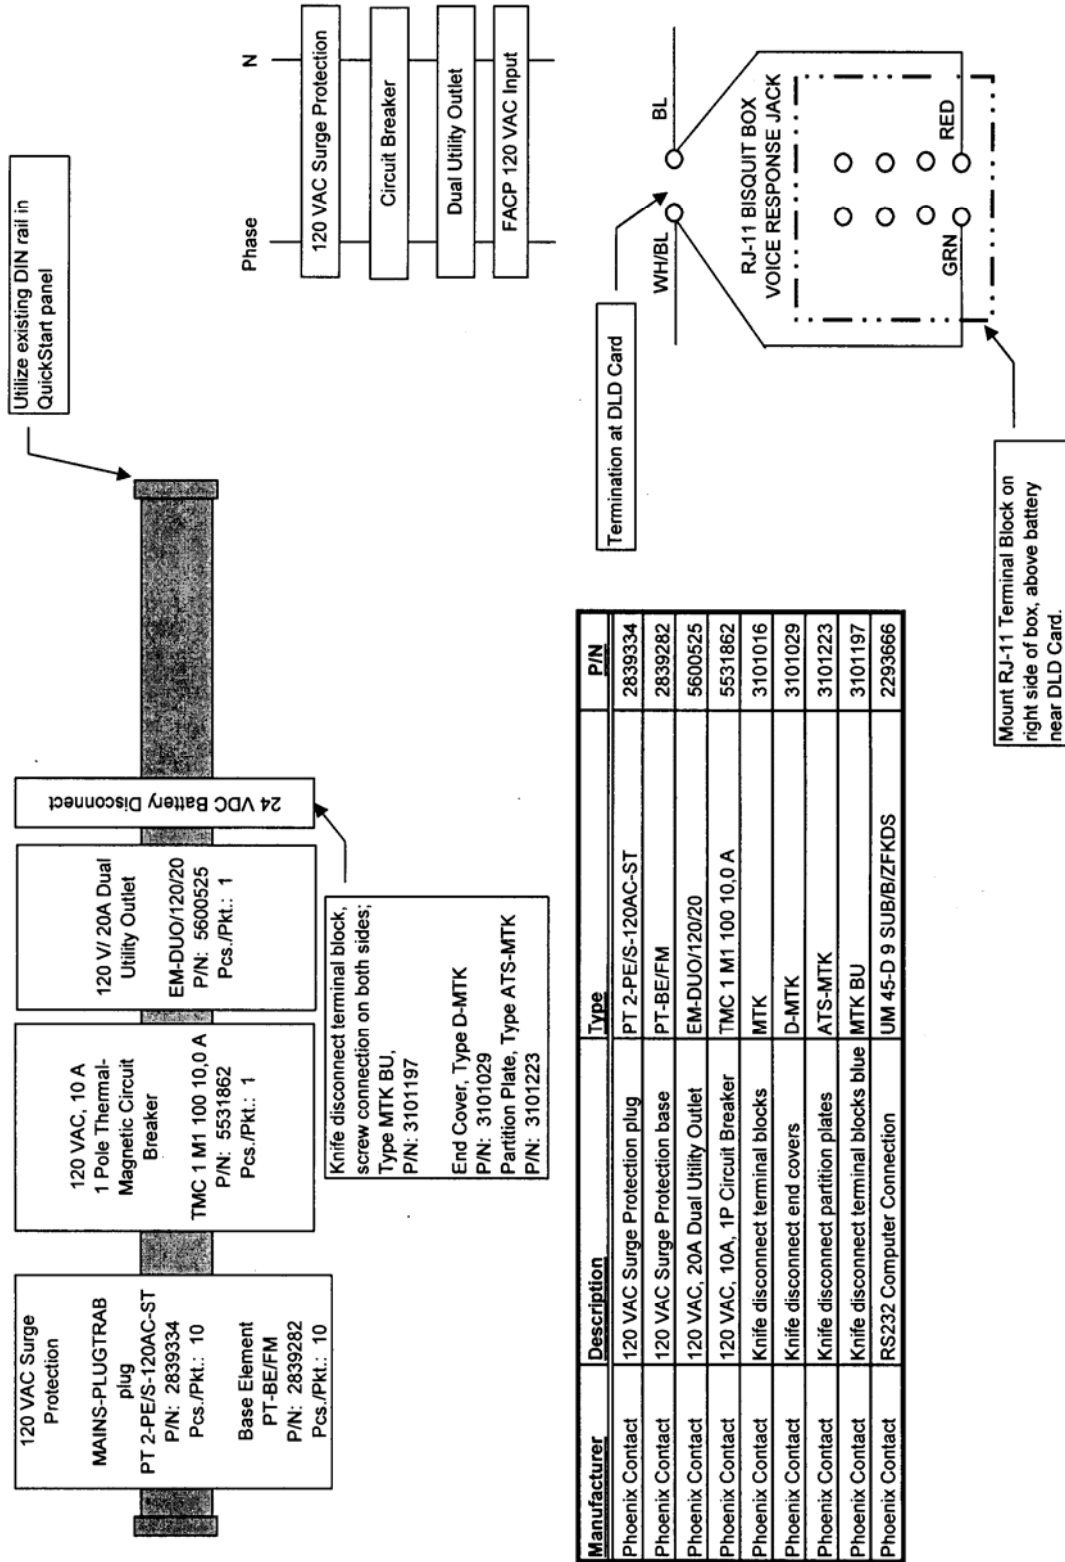 120 VAC Surge
Protection
MAINS-PLUGTRAB
plug
PT 2-PE/S-120AC-ST
P/N: 2839334
Pcs./Pkt.: 10
Base Element
PT-BE/FM
P/N: 2839282
Pcs./Pkt.: 10
120 VAC, 10 A
1 Pole Thermal-
Magnetic Circuit
Breaker
TMC 1 M1 100 10,0 A
P/N: 5531862
Pcs./Pkt.: 1
120 V/ 20A Dual
Utility Outlet
EM-DUO/120/20
P/N: 5600525
Pcs./Pkt.: 1
24 VDC Battery Disconnect
Utilize existing DIN rail in
QuickStart panel
Knife disconnect terminal block,
screw connection on both sides;
Type MTK BU,
P/N: 3101197
End Cover, Type D-MTK
P/N: 3101029
Partition Plate, Type ATS-MTK
P/N: 3101223
Phase N
120 VAC Surge Protection
Circuit Breaker
Dual Utility Outlet
FACP 120 VAC Input
Manufacturer Description Type P/N
Phoenix Contact 120 VAC Surge Protection plug PT 2-PE/S-120AC-ST 2839334
Phoenix Contact 120 VAC Surge Protection base PT-BE/FM 2839282
Phoenix Contact 120 VAC, 20A Dual Utility Outlet EM-DUO/120/20 5600525
Phoenix Contact 120 VAC, 10A, 1P Circuit Breaker TMC 1 M1 100 10,0 A 5531862
Phoenix Contact Knife disconnect terminal blocks MTK 3101016
Phoenix Contact Knife disconnect end covers D-MTK 3101029
Phoenix Contact Knife disconnect partition plates ATS-MTK 3101223
Phoenix Contact Knife disconnect terminal blocks blue MTK BU 3101197
Phoenix Contact RS232 Computer Connection UM 45-D 9 SUB/B/ZFKDS 2293666
Termination at DLD Card
WH/BL BL
RJ-11 BISQUIT BOX
VOICE RESPONSE JACK
GRN RED
Mount RJ-11 Terminal Block on
right side of box, above battery
near DLD Card.